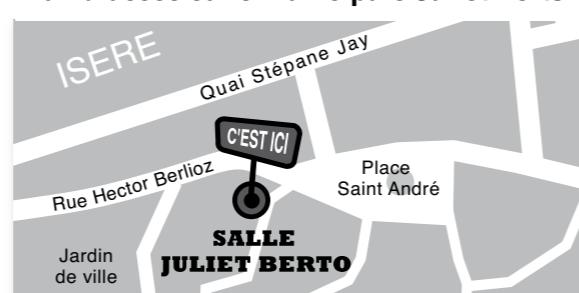 ISERE
Quai Stépane Jay
C'EST ICI
Rue Hector Berlioz
Place
Saint André
SALLE
JULIET BERTO
Jardin
de ville